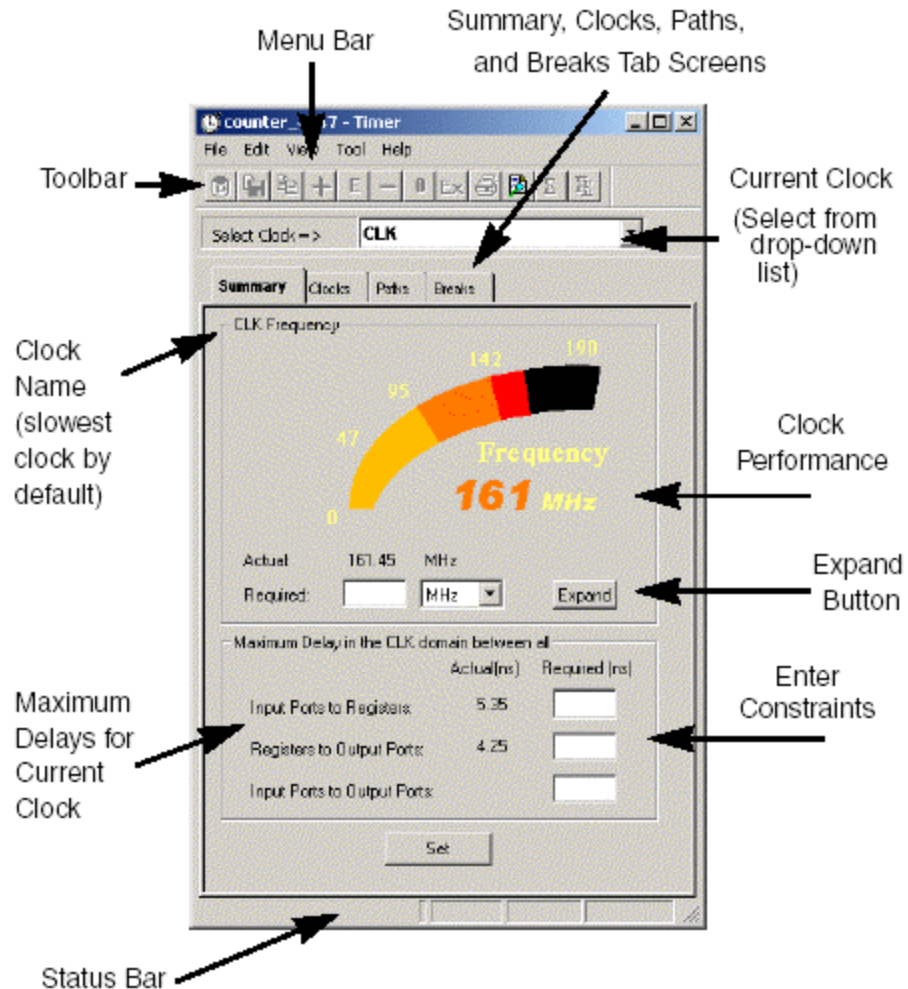 Menu Bar
Summary, Clocks, Paths,
and Breaks Tab Screens
Toolbar
Current Clock
(Select from
drop-down
list)
Clock
Name
(slowest
clock by
default)
Clock
Performance
Expand
Button
Enter
Constraints
Maximum
Delays for
Current
Clock
Status Bar
- Timer
File Edit View Tool Help
E Ex
Select Clock => CLK
Summary Clocks Paths Breaks
CLK Frequency
0 47 95 142 190
Frequency
161 MHz
Actual 161.45 MHz
Required: MHz Expand
Maximum Delay in the CLK domain between all
Actual(ns) Required (ns)
Input Ports to Registers: 5.35
Registers to Output Ports: 4.25
Input Ports to Output Ports:
Set